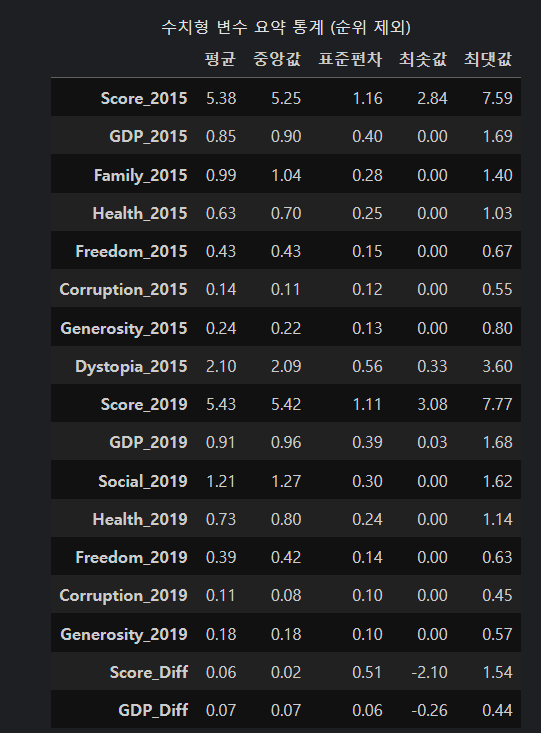 수치형 변수 요약 통계 (순위 제외)
평균 중앙값 표준편차 최솟값 최댓값
Score_2015 5.38 5.25 1.16 2.84 7.59
GDP_2015 0.85 0.90 0.40 0.00 1.69
Family_2015 0.99 1.04 0.28 0.00 1.40
Health_2015 0.63 0.70 0.25 0.00 1.03
Freedom_2015 0.43 0.43 0.15 0.00 0.67
Corruption_2015 0.14 0.11 0.12 0.00 0.55
Generosity_2015 0.24 0.22 0.13 0.00 0.80
Dystopia_2015 2.10 2.09 0.56 0.33 3.60
Score_2019 5.43 5.42 1.11 3.08 7.77
GDP_2019 0.91 0.96 0.39 0.03 1.68
Social_2019 1.21 1.27 0.30 0.00 1.62
Health_2019 0.73 0.80 0.24 0.00 1.14
Freedom_2019 0.39 0.42 0.14 0.00 0.63
Corruption_2019 0.11 0.08 0.10 0.00 0.45
Generosity_2019 0.18 0.18 0.10 0.00 0.57
Score_Diff 0.06 0.02 0.51 -2.10 1.54
GDP_Diff 0.07 0.07 0.06 -0.26 0.44